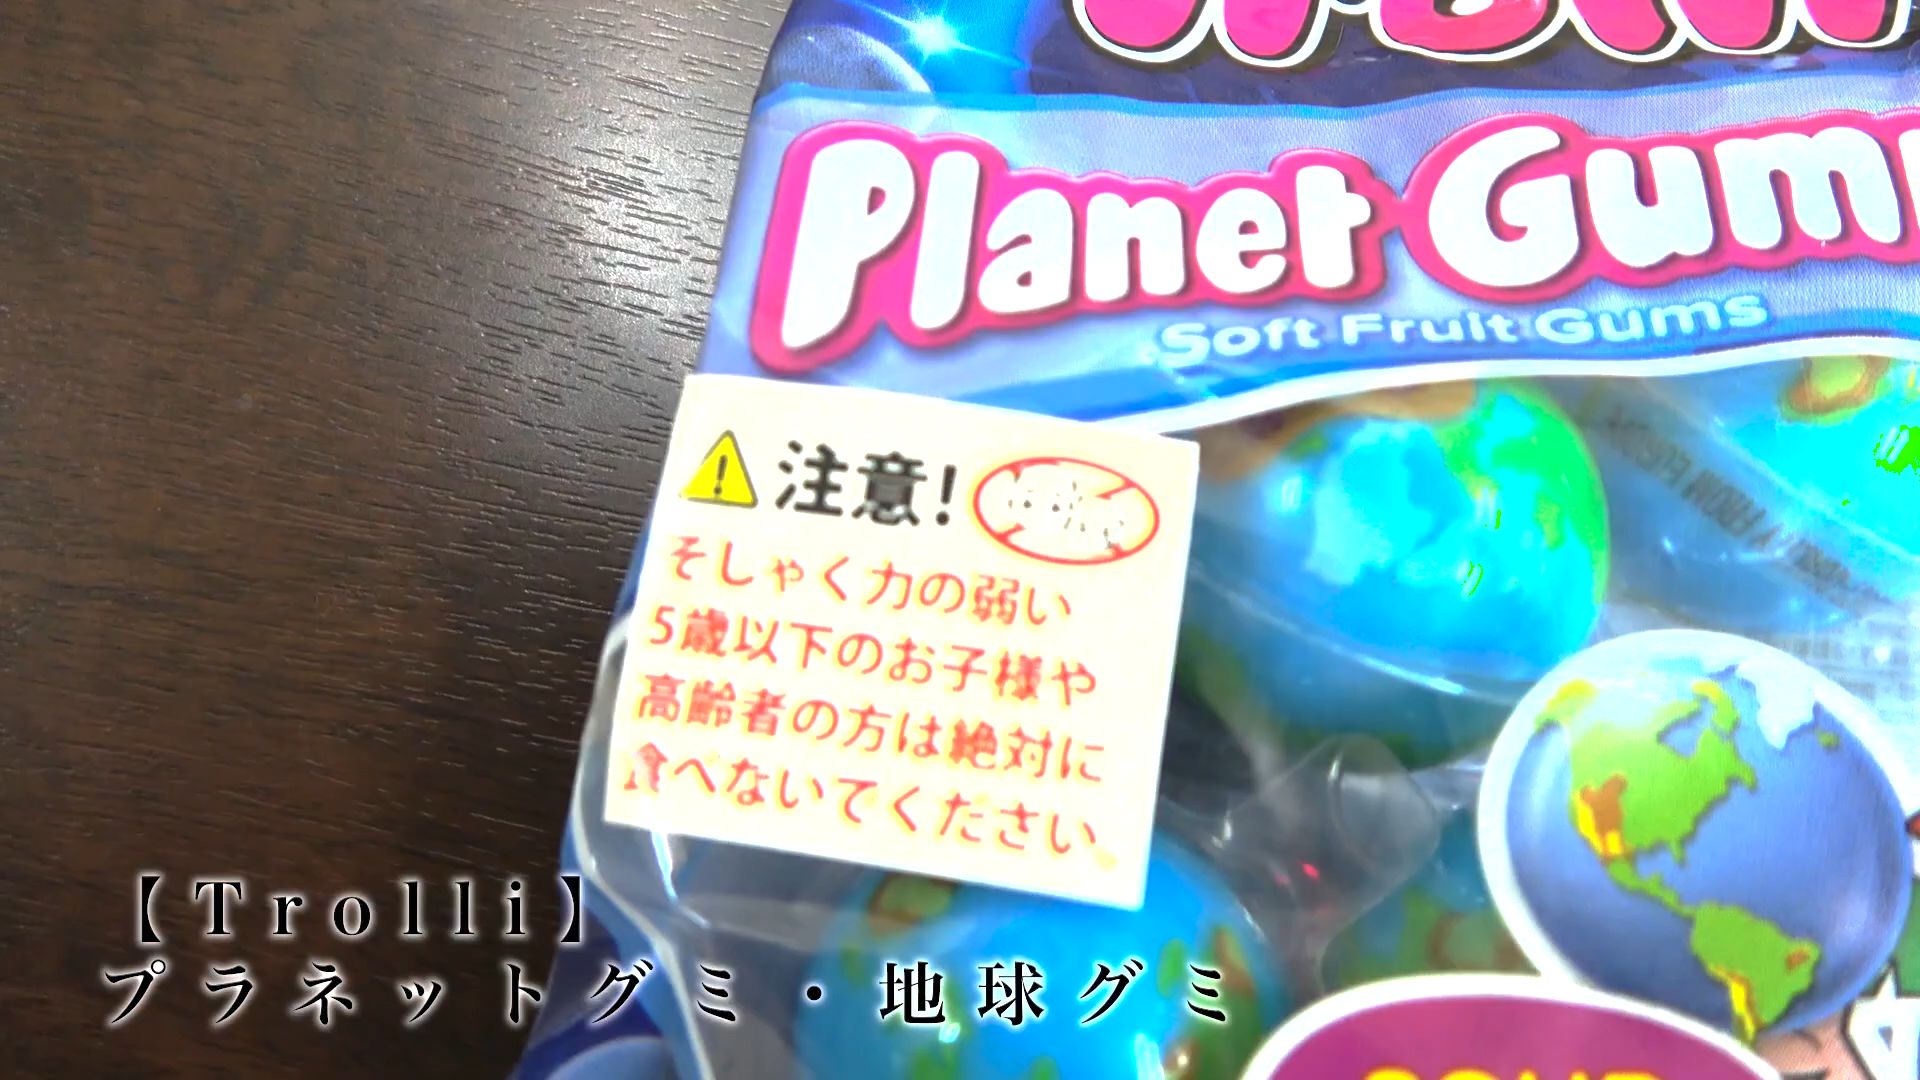 Planet Gum
Soft Fruit Gums
注意!
そしゃく力の弱い
5歳以下のお子様や
高齢者の方は絶対に
食べないでください
【Trolli】
プラネットグミ・地球グミ